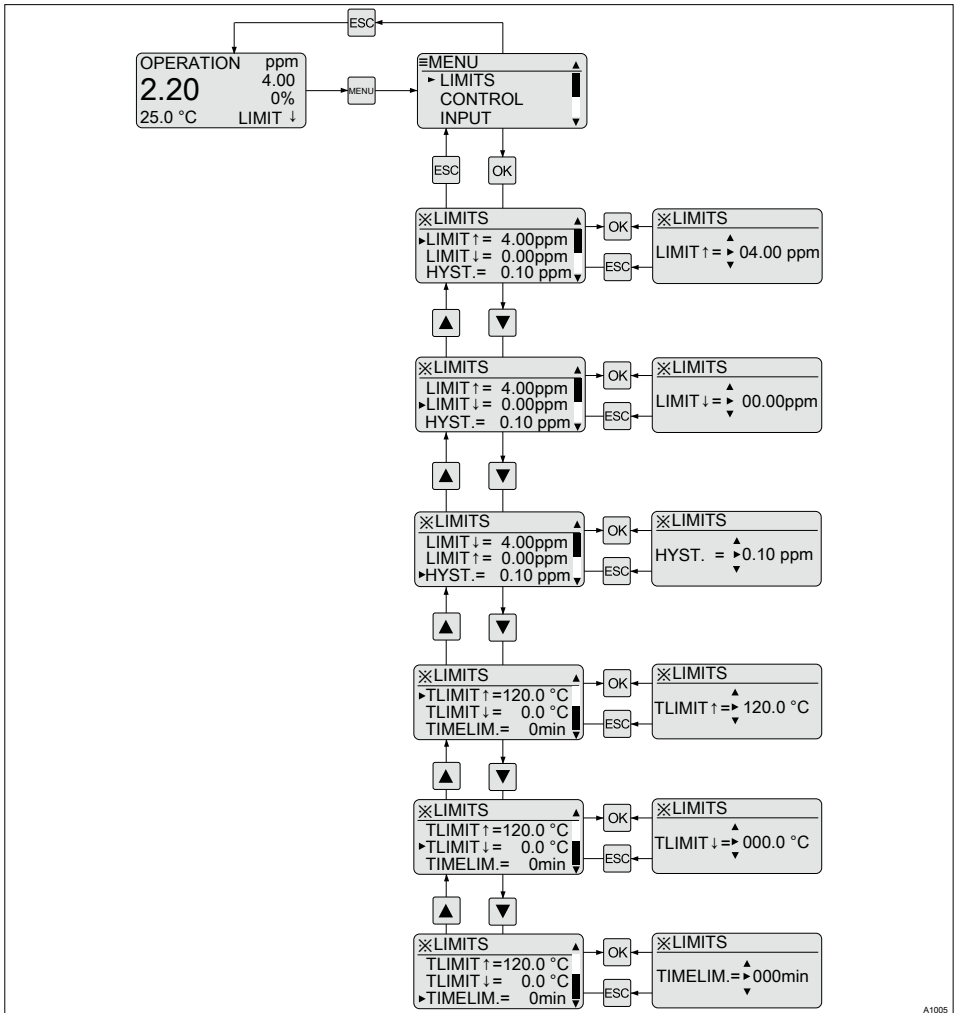 ESC
OPERATION ppm
2.20 4.00
0%
25.0 °C LIMIT ↓
MENU
≡MENU ▲
► LIMITS
CONTROL
INPUT ▼
ESC OK
※LIMITS ▲
►LIMIT↑= 4.00ppm
LIMIT↓= 0.00ppm
HYST.= 0.10 ppm ▼
OK
ESC
※LIMITS
▲
LIMIT↑= ► 04.00 ppm
▼
▲ ▼
※LIMITS ▲
LIMIT↑= 4.00ppm
►LIMIT↓= 0.00ppm
HYST.= 0.10 ppm ▼
OK
ESC
※LIMITS
▲
LIMIT↓= ► 00.00ppm
▼
▲ ▼
※LIMITS ▲
LIMIT↓= 4.00ppm
LIMIT↑= 0.00ppm
►HYST.= 0.10 ppm ▼
OK
ESC
※LIMITS
▲
HYST. = ►0.10 ppm
▼
▲ ▼
※LIMITS ▲
►TLIMIT↑=120.0 °C
TLIMIT↓= 0.0 °C
TIMELIM.= 0min ▼
OK
ESC
※LIMITS
▲
TLIMIT↑=► 120.0 °C
▼
▲ ▼
※LIMITS ▲
TLIMIT↑=120.0 °C
►TLIMIT↓= 0.0 °C
TIMELIM.= 0min ▼
OK
ESC
※LIMITS
▲
TLIMIT↓=► 000.0 °C
▼
▲ ▼
※LIMITS ▲
TLIMIT↑=120.0 °C
TLIMIT↓= 0.0 °C
►TIMELIM.= 0min ▼
OK
ESC
※LIMITS
▲
TIMELIM.=►000min
▼
A1005